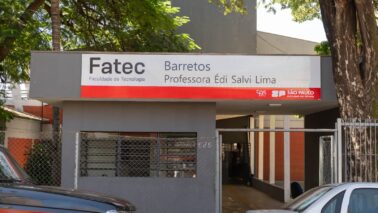 Fatec
Faculdade de Tecnologia
Barretos
Professora Édi Salvi Lima
SÃO PAULO